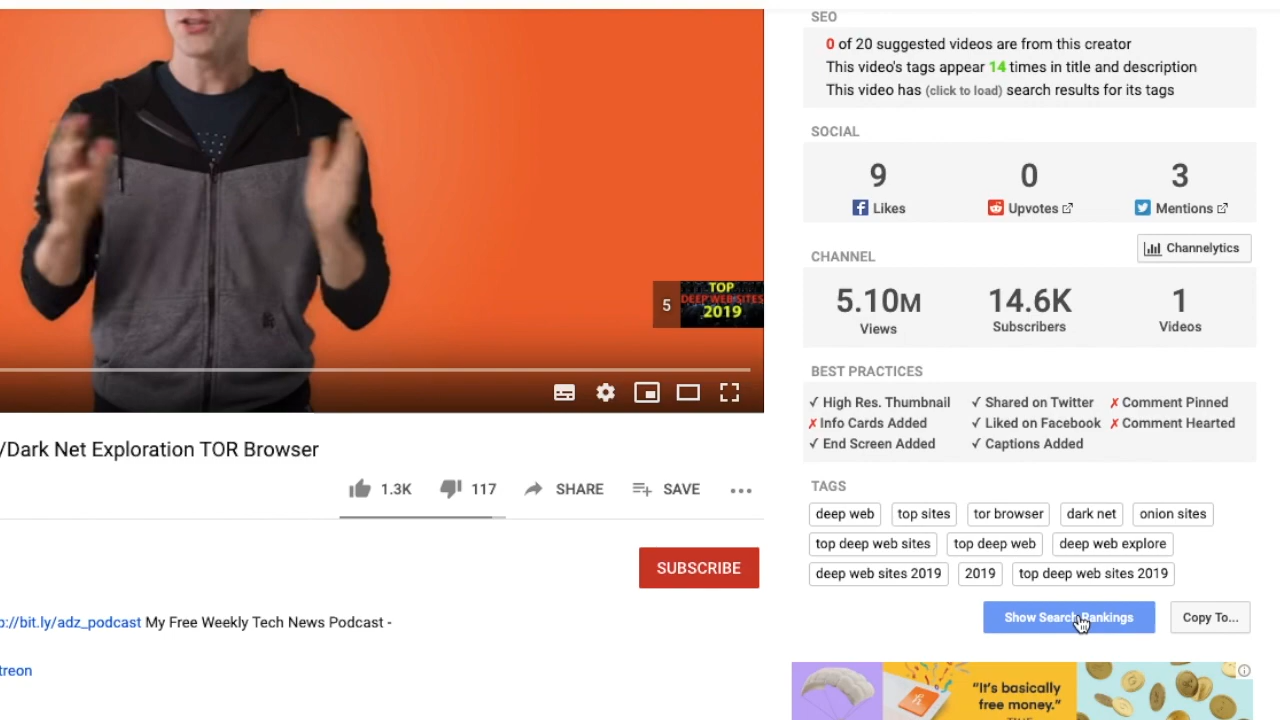 SEO
0 of 20 suggested videos are from this creator
This video's tags appear 14 times in title and description
This video has (click to load) search results for its tags
SOCIAL
9 0 3
Likes Upvotes Mentions
CHANNEL Channelytics
5.10M 14.6K 1
Views Subscribers Videos
BEST PRACTICES
✓ High Res. Thumbnail ✓ Shared on Twitter ✗ Comment Pinned
✗ Info Cards Added ✓ Liked on Facebook ✗ Comment Hearted
✓ End Screen Added ✓ Captions Added
TAGS
deep web top sites tor browser dark net onion sites
top deep web sites top deep web deep web explore
deep web sites 2019 2019 top deep web sites 2019
Show Search Rankings Copy To...
"It's basically
free money."
5
TOP
DEEP WEB SITES
2019
/Dark Net Exploration TOR Browser
1.3K 117 SHARE SAVE
SUBSCRIBE
p://bit.ly/adz_podcast My Free Weekly Tech News Podcast -
treon